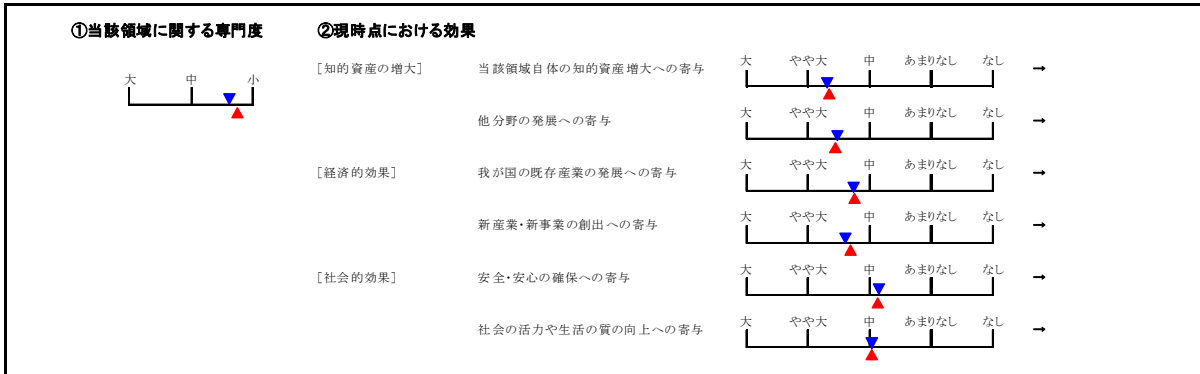 ①当該領域に関する専門度 ②現時点における効果
大 中 小
[知的資産の増大] 当該領域自体の知的資産増大への寄与 大 やや大 中 あまりなし なし →
他分野の発展への寄与 大 やや大 中 あまりなし なし →
[経済的効果] 我が国の既存産業の発展への寄与 大 やや大 中 あまりなし なし →
新産業・新事業の創出への寄与 大 やや大 中 あまりなし なし →
[社会的効果] 安全・安心の確保への寄与 大 やや大 中 あまりなし なし →
社会の活力や生活の質の向上への寄与 大 やや大 中 あまりなし なし →